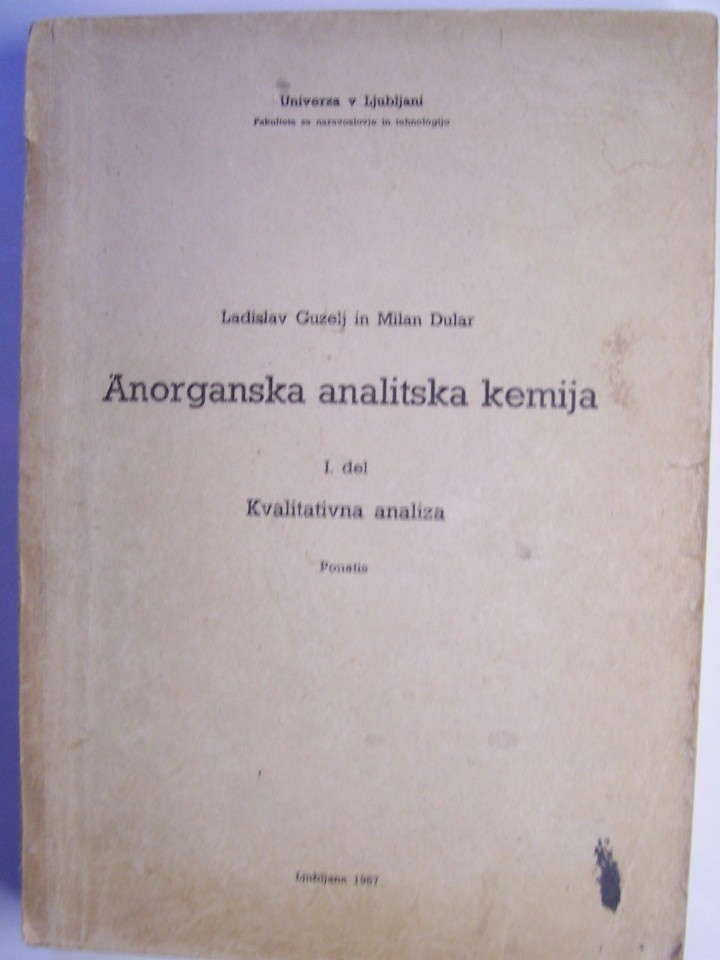 Univerza v Ljubljani
Fakulteta za naravoslovje in tehnologijo
Ladislav Guzelj in Milan Dular
Anorganska analitska kemija
I. del
Kvalitativna analiza
Ponatis
Ljubljana 1967